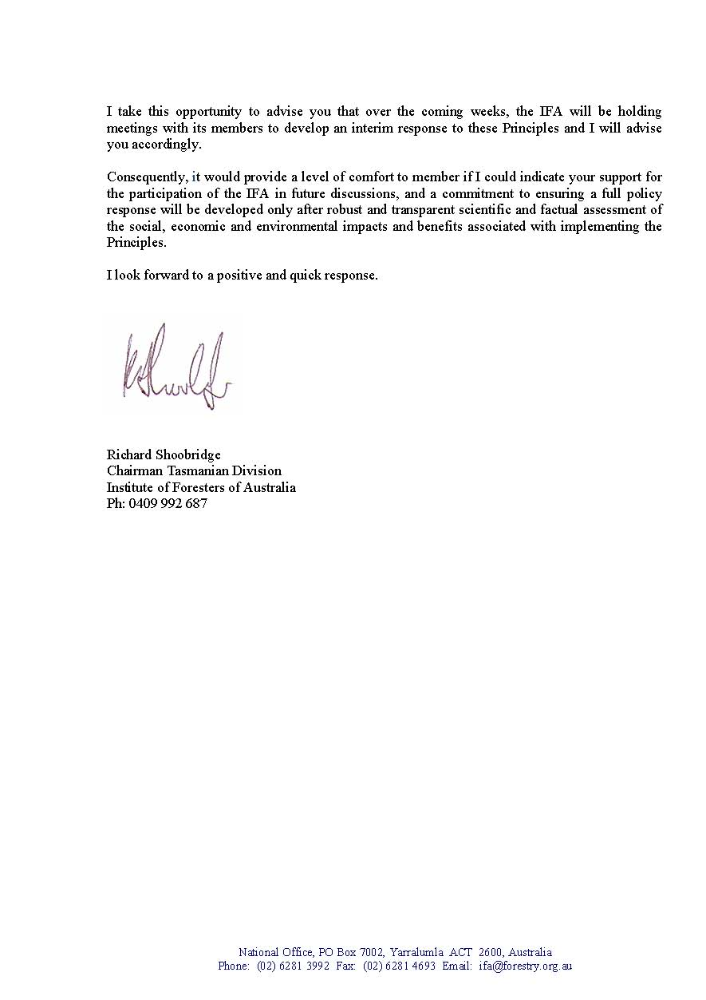 I take this opportunity to advise you that over the coming weeks, the IFA will be holding
meetings with its members to develop an interim response to these Principles and I will advise
you accordingly.
Consequently, it would provide a level of comfort to member if I could indicate your support for
the participation of the IFA in future discussions, and a commitment to ensuring a full policy
response will be developed only after robust and transparent scientific and factual assessment of
the social, economic and environmental impacts and benefits associated with implementing the
Principles.
I look forward to a positive and quick response.
Richard Shoobridge
Chairman Tasmanian Division
Institute of Foresters of Australia
Ph: 0409 992 687
National Office, PO Box 7002, Yarralumla ACT 2600, Australia
Phone: (02) 6281 3992 Fax: (02) 6281 4693 Email: ifa@forestry.org.au